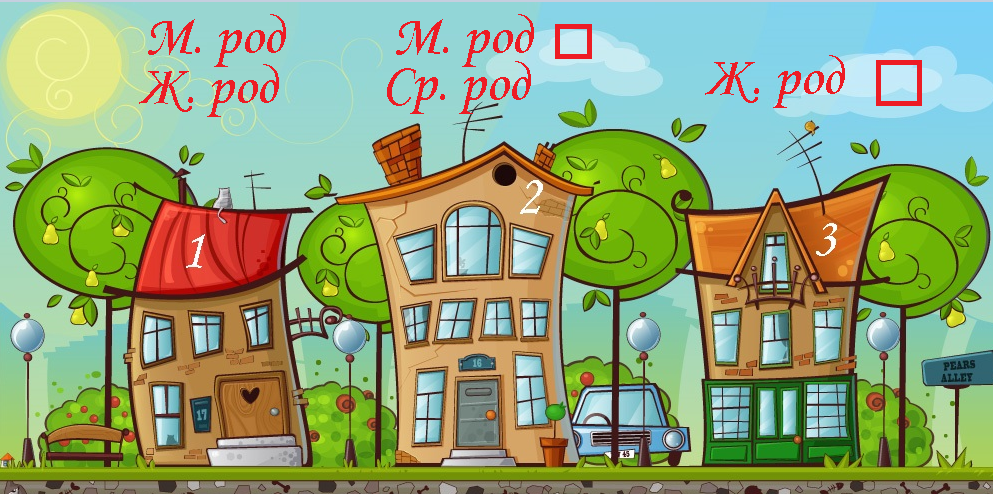 М. род
Ж. род
М. род
Ср. род
Ж. род
1
2
3
17
16
PEARS
ALLEY